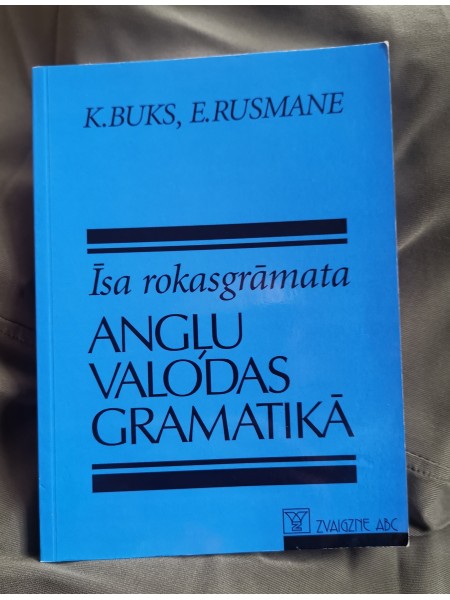 K.BUKS, E.RUSMANE
Īsa rokasgrāmata
ANGĻU
VALODAS
GRAMATIKĀ
ZVAIGZNE ABC